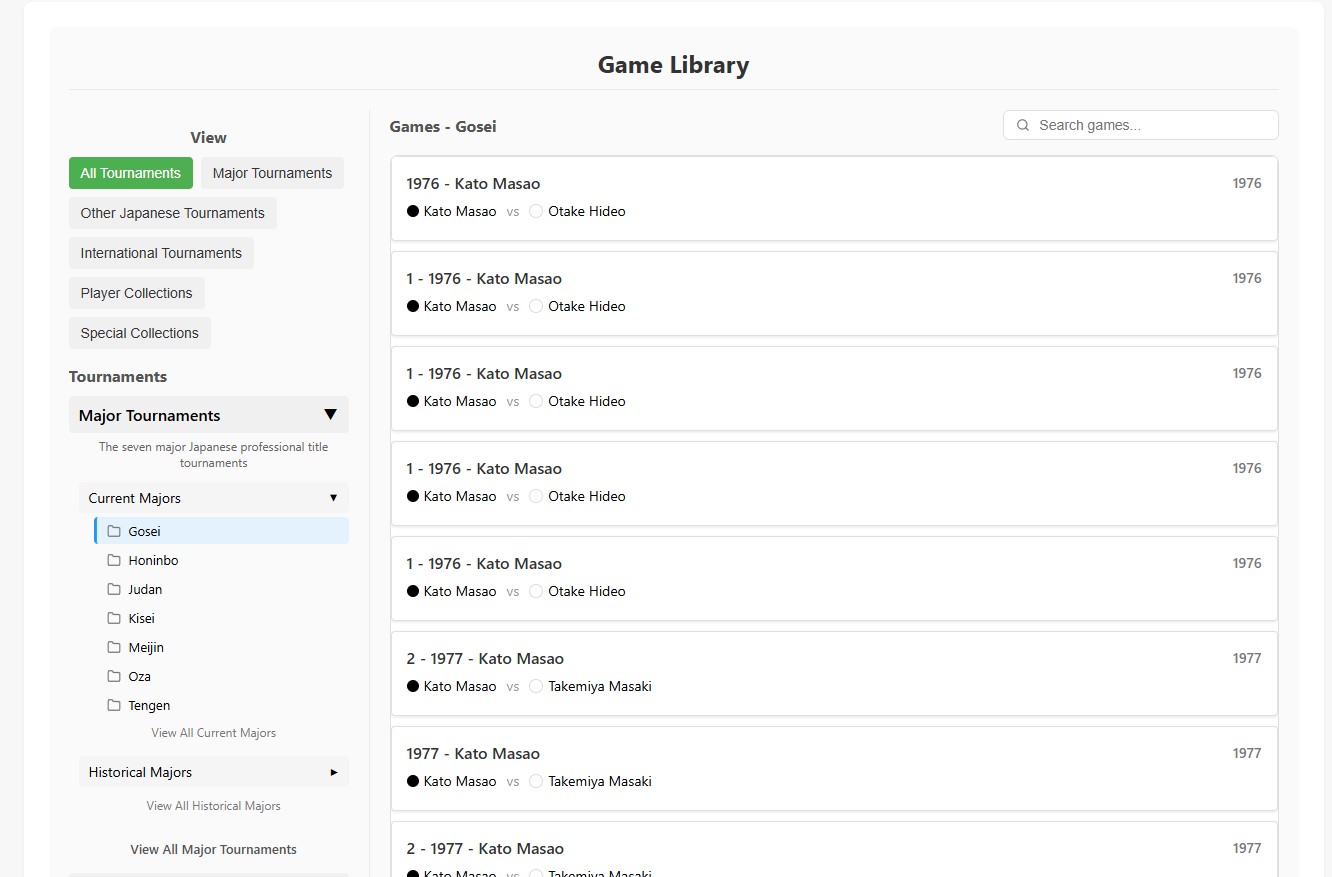 Game Library
View
All Tournaments
Major Tournaments
Other Japanese Tournaments
International Tournaments
Player Collections
Special Collections
Tournaments
Major Tournaments ▼
The seven major Japanese professional title
tournaments
Current Majors ▼
Gosei
Honinbo
Judan
Kisei
Meijin
Oza
Tengen
View All Current Majors
Historical Majors ►
View All Historical Majors
View All Major Tournaments
Games - Gosei
Search games...
1976 - Kato Masao 1976
Kato Masao vs Otake Hideo
1 - 1976 - Kato Masao 1976
Kato Masao vs Otake Hideo
1 - 1976 - Kato Masao 1976
Kato Masao vs Otake Hideo
1 - 1976 - Kato Masao 1976
Kato Masao vs Otake Hideo
1 - 1976 - Kato Masao 1976
Kato Masao vs Otake Hideo
2 - 1977 - Kato Masao 1977
Kato Masao vs Takemiya Masaki
1977 - Kato Masao 1977
Kato Masao vs Takemiya Masaki
2 - 1977 - Kato Masao 1977
Kato Masao vs Takemiya Masaki